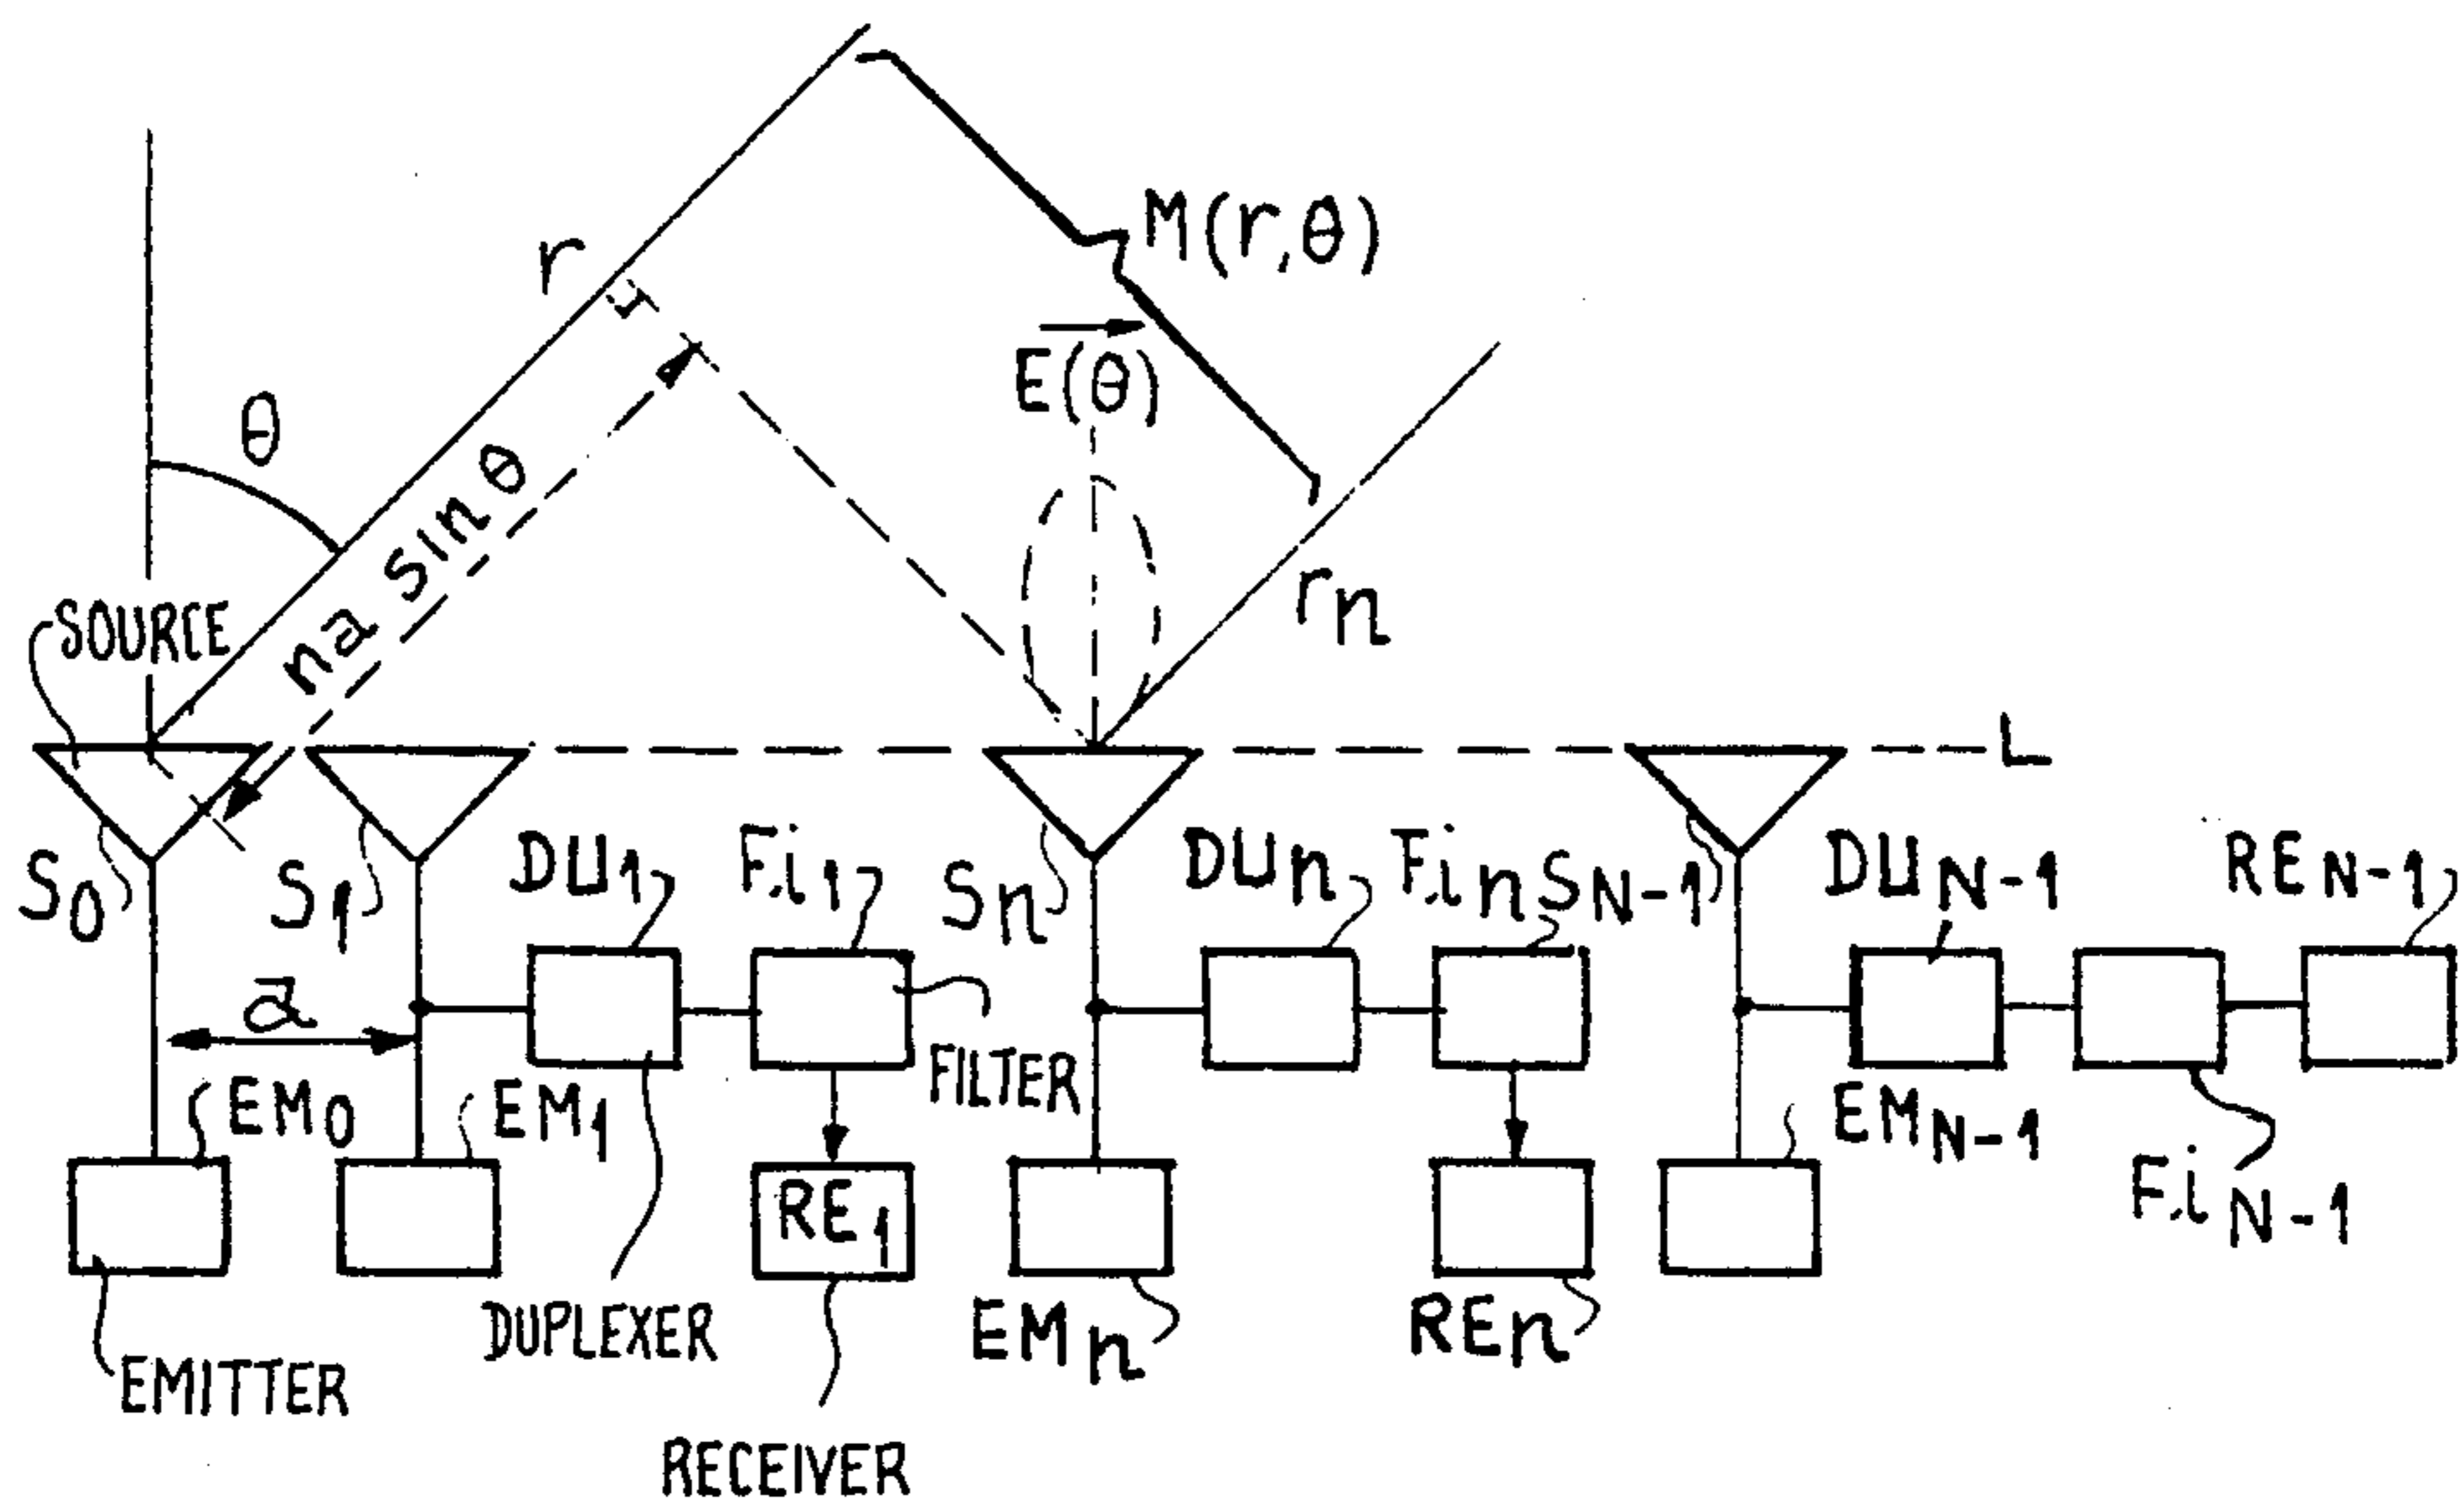 M(r,θ)
r
E(θ)
θ
na sin θ
rn
SOURCE
L
S0
S1
DU1
Fi1
Sn
DUn
Fin
SN-1
DUN-1
REN-1
a
EM0
EM1
FILTER
EMN-1
FiN-1
RE1
EMn
REn
DUPLEXER
EMITTER
RECEIVER